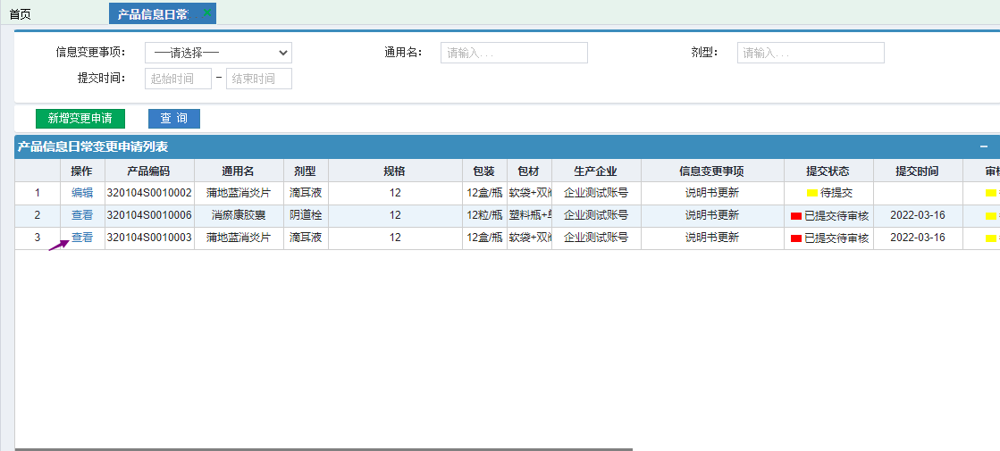 首页 产品信息日常
信息变更事项： ──请选择── 通用名： 请输入... 剂型： 请输入...
提交时间： 起始时间 - 结束时间
新增变更申请 查 询
产品信息日常变更申请列表
操作 产品编码 通用名 剂型 规格 包装 包材 生产企业 信息变更事项 提交状态 提交时间
1 编辑 320104S0010002 蒲地蓝消炎片 滴耳液 12 12盒/瓶 软袋+双 企业测试账号 说明书更新 待提交
2 查看 320104S0010006 消瘀康胶囊 阴道栓 12 12粒/瓶 塑料瓶+ 企业测试账号 说明书更新 已提交待审核 2022-03-16
3 查看 320104S0010003 蒲地蓝消炎片 滴耳液 12 12盒/瓶 软袋+双 企业测试账号 说明书更新 已提交待审核 2022-03-16